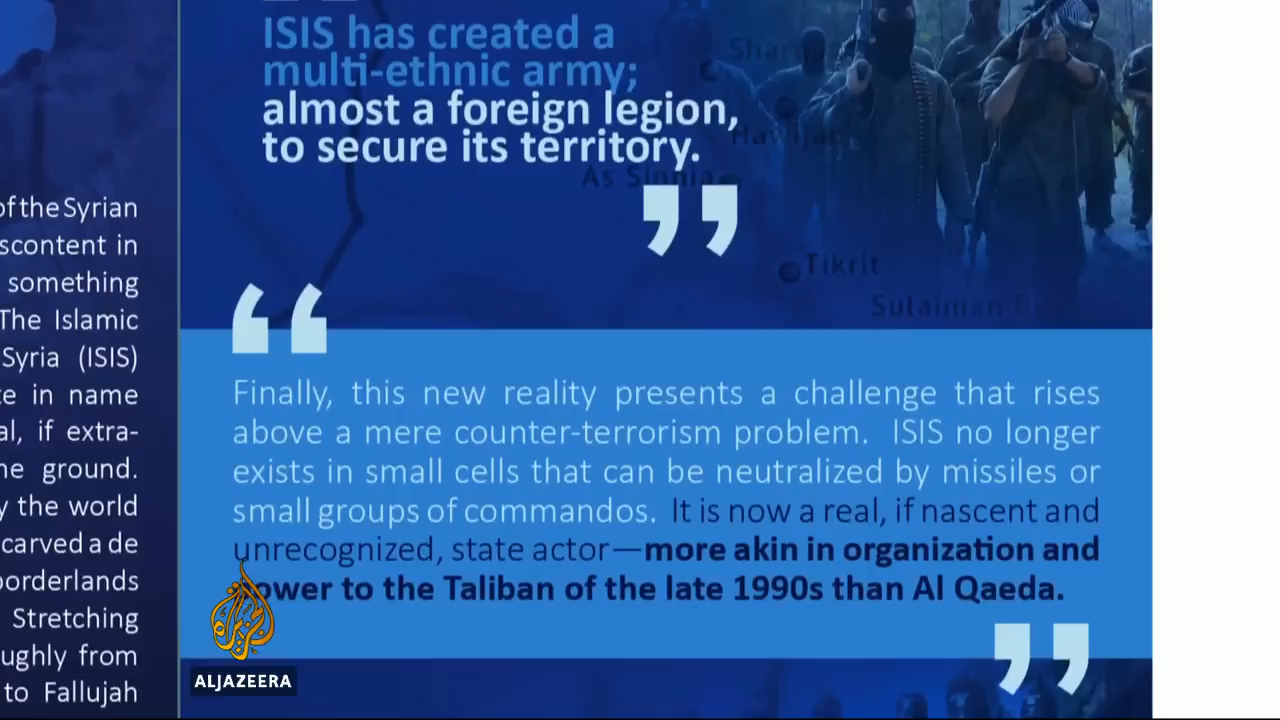 ISIS has created a
multi-ethnic army;
almost a foreign legion,
to secure its territory.
As Sinnia
Tikrit
of the Syrian
scontent in
something
The Islamic
Syria (ISIS)
te in name
al, if extra-
ne ground.
y the world
carved a de
borderlands
Stretching
ughly from
to Fallujah
Finally, this new reality presents a challenge that rises
above a mere counter-terrorism problem. ISIS no longer
exists in small cells that can be neutralized by missiles or
small groups of commandos. It is now a real, if nascent and
unrecognized, state actor—more akin in organization and
power to the Taliban of the late 1990s than Al Qaeda.
ALJAZEERA